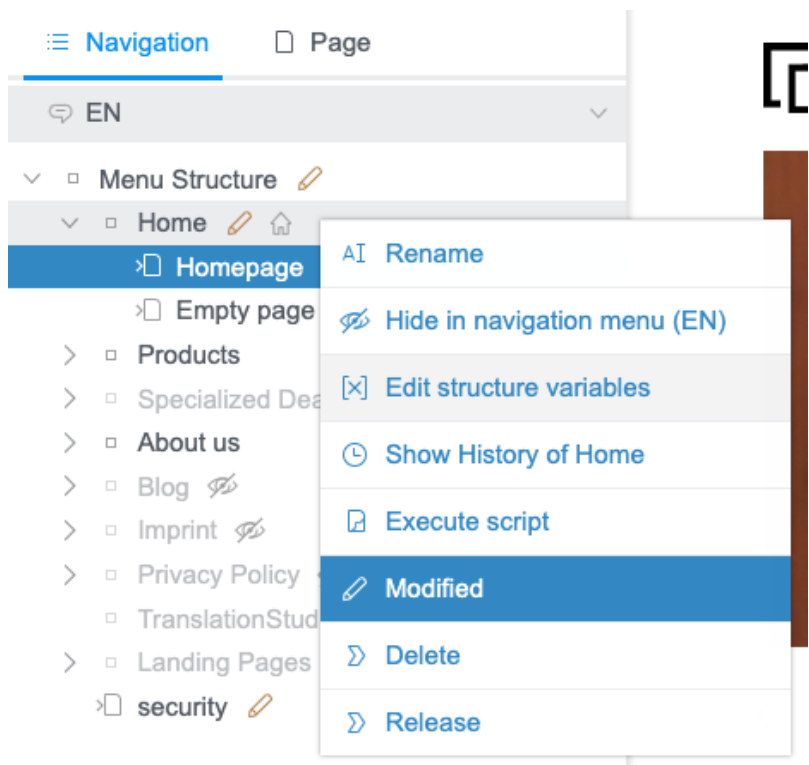 Navigation
Page
EN
Menu Structure
Home
Homepage
Empty page
Products
Specialized Dea
About us
Blog
Imprint
Privacy Policy
TranslationStud
Landing Pages
security
Rename
Hide in navigation menu (EN)
Edit structure variables
Show History of Home
Execute script
Modified
Delete
Release